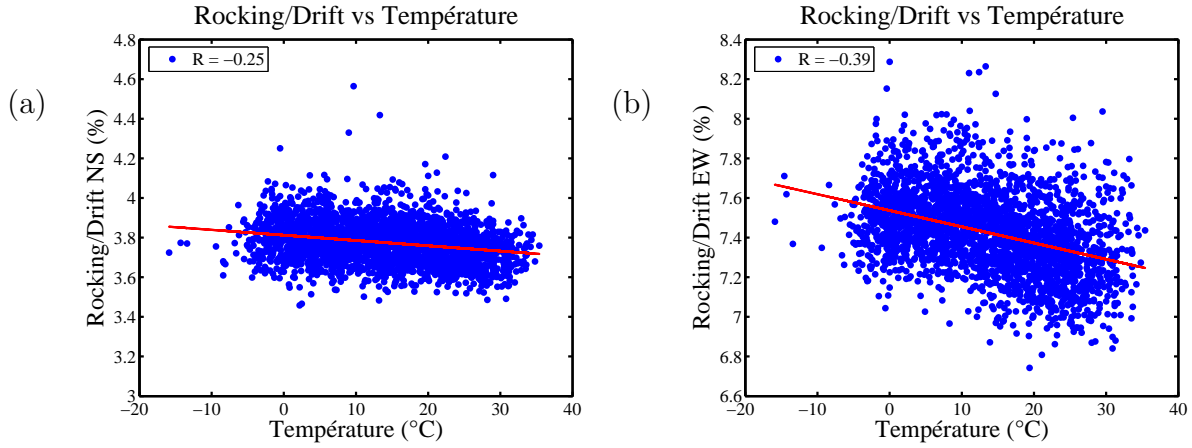 (a)
Rocking/Drift vs Température
R = −0.25
Rocking/Drift NS (%)
4.8
4.6
4.4
4.2
4
3.8
3.6
3.4
3.2
3
−20 −10 0 10 20 30 40
Température (°C)
(b)
Rocking/Drift vs Température
R = −0.39
Rocking/Drift EW (%)
8.4
8.2
8
7.8
7.6
7.4
7.2
7
6.8
6.6
−20 −10 0 10 20 30 40
Température (°C)